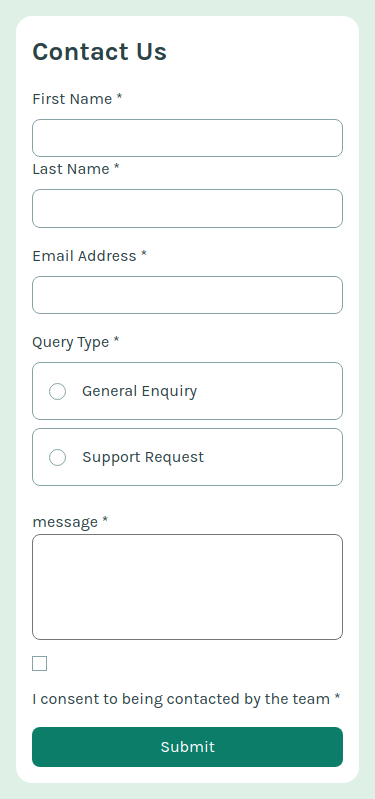 Contact Us
First Name *
Last Name *
Email Address *
Query Type *
General Enquiry
Support Request
message *
I consent to being contacted by the team *
Submit